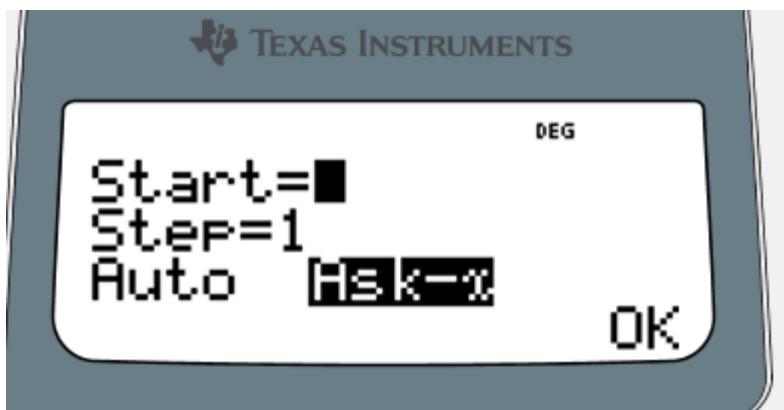 TEXAS INSTRUMENTS
DEG
Start=
Step=1
Auto Ask-x
OK